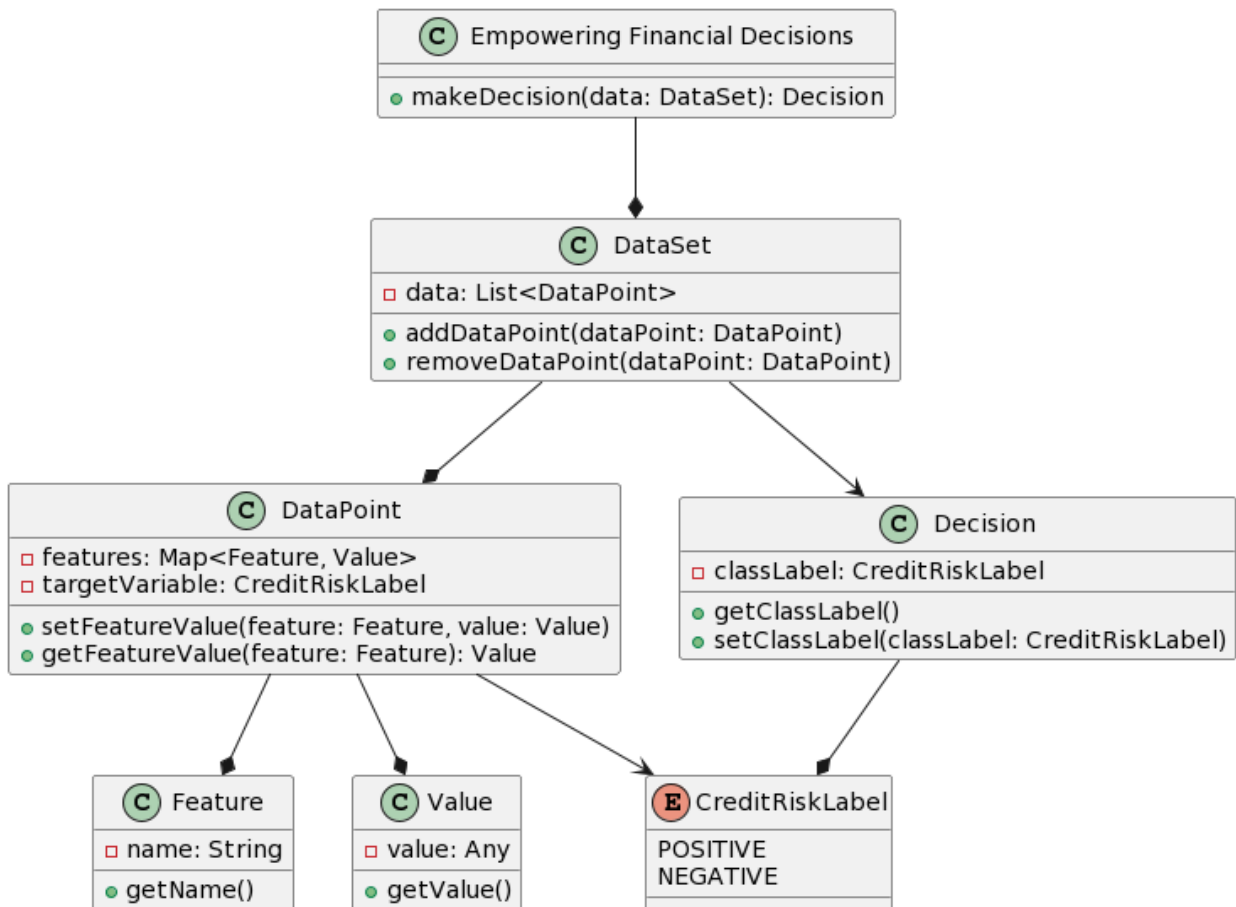 C Empowering Financial Decisions
makeDecision(data: DataSet): Decision
C DataSet
data: List<DataPoint>
addDataPoint(dataPoint: DataPoint)
removeDataPoint(dataPoint: DataPoint)
C DataPoint
features: Map<Feature, Value>
targetVariable: CreditRiskLabel
setFeatureValue(feature: Feature, value: Value)
getFeatureValue(feature: Feature): Value
C Decision
classLabel: CreditRiskLabel
getClassLabel()
setClassLabel(classLabel: CreditRiskLabel)
C Feature
name: String
getName()
C Value
value: Any
getValue()
E CreditRiskLabel
POSITIVE
NEGATIVE